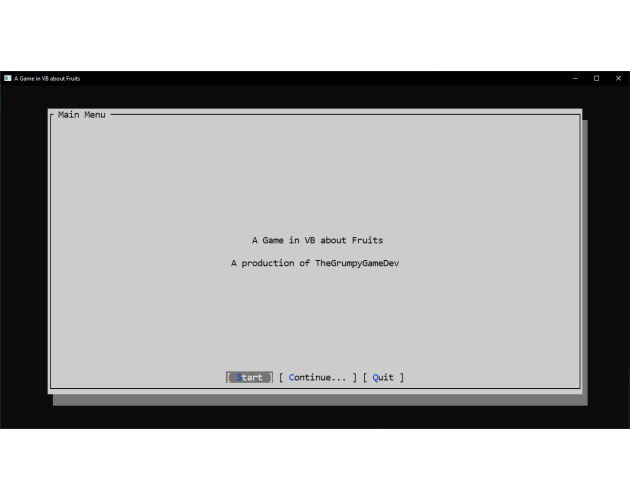 A Game in VB about Fruits
Main Menu
A Game in VB about Fruits
A production of TheGrumpyGameDev
[ Start ] [ Continue... ] [ Quit ]